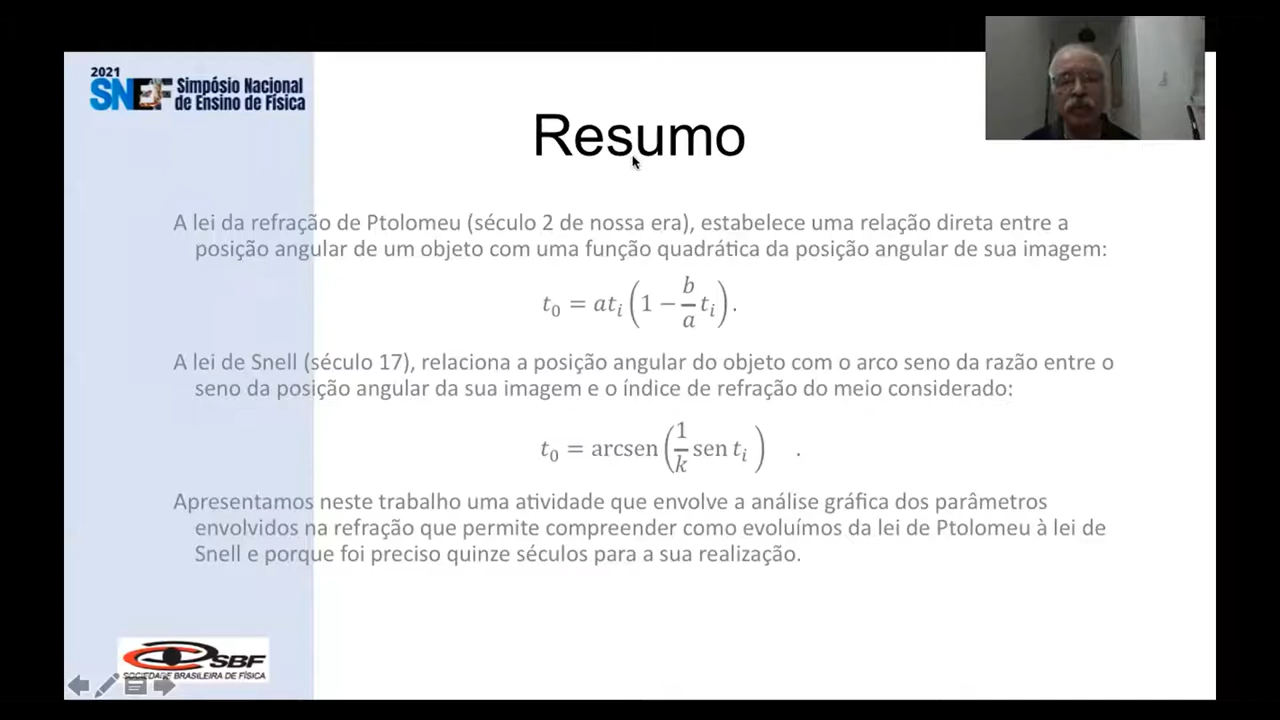 2021
SNEF Simpósio Nacional
de Ensino de Física
Resumo
A lei da refração de Ptolomeu (século 2 de nossa era), estabelece uma relação direta entre a
posição angular de um objeto com uma função quadrática da posição angular de sua imagem:
t₀ = atᵢ(1 − b/a tᵢ).
A lei de Snell (século 17), relaciona a posição angular do objeto com o arco seno da razão entre o
seno da posição angular da sua imagem e o índice de refração do meio considerado:
t₀ = arcsen(1/k sen tᵢ) .
Apresentamos neste trabalho uma atividade que envolve a análise gráfica dos parâmetros
envolvidos na refração que permite compreender como evoluímos da lei de Ptolomeu à lei de
Snell e porque foi preciso quinze séculos para a sua realização.
SBF
SOCIEDADE BRASILEIRA DE FÍSICA